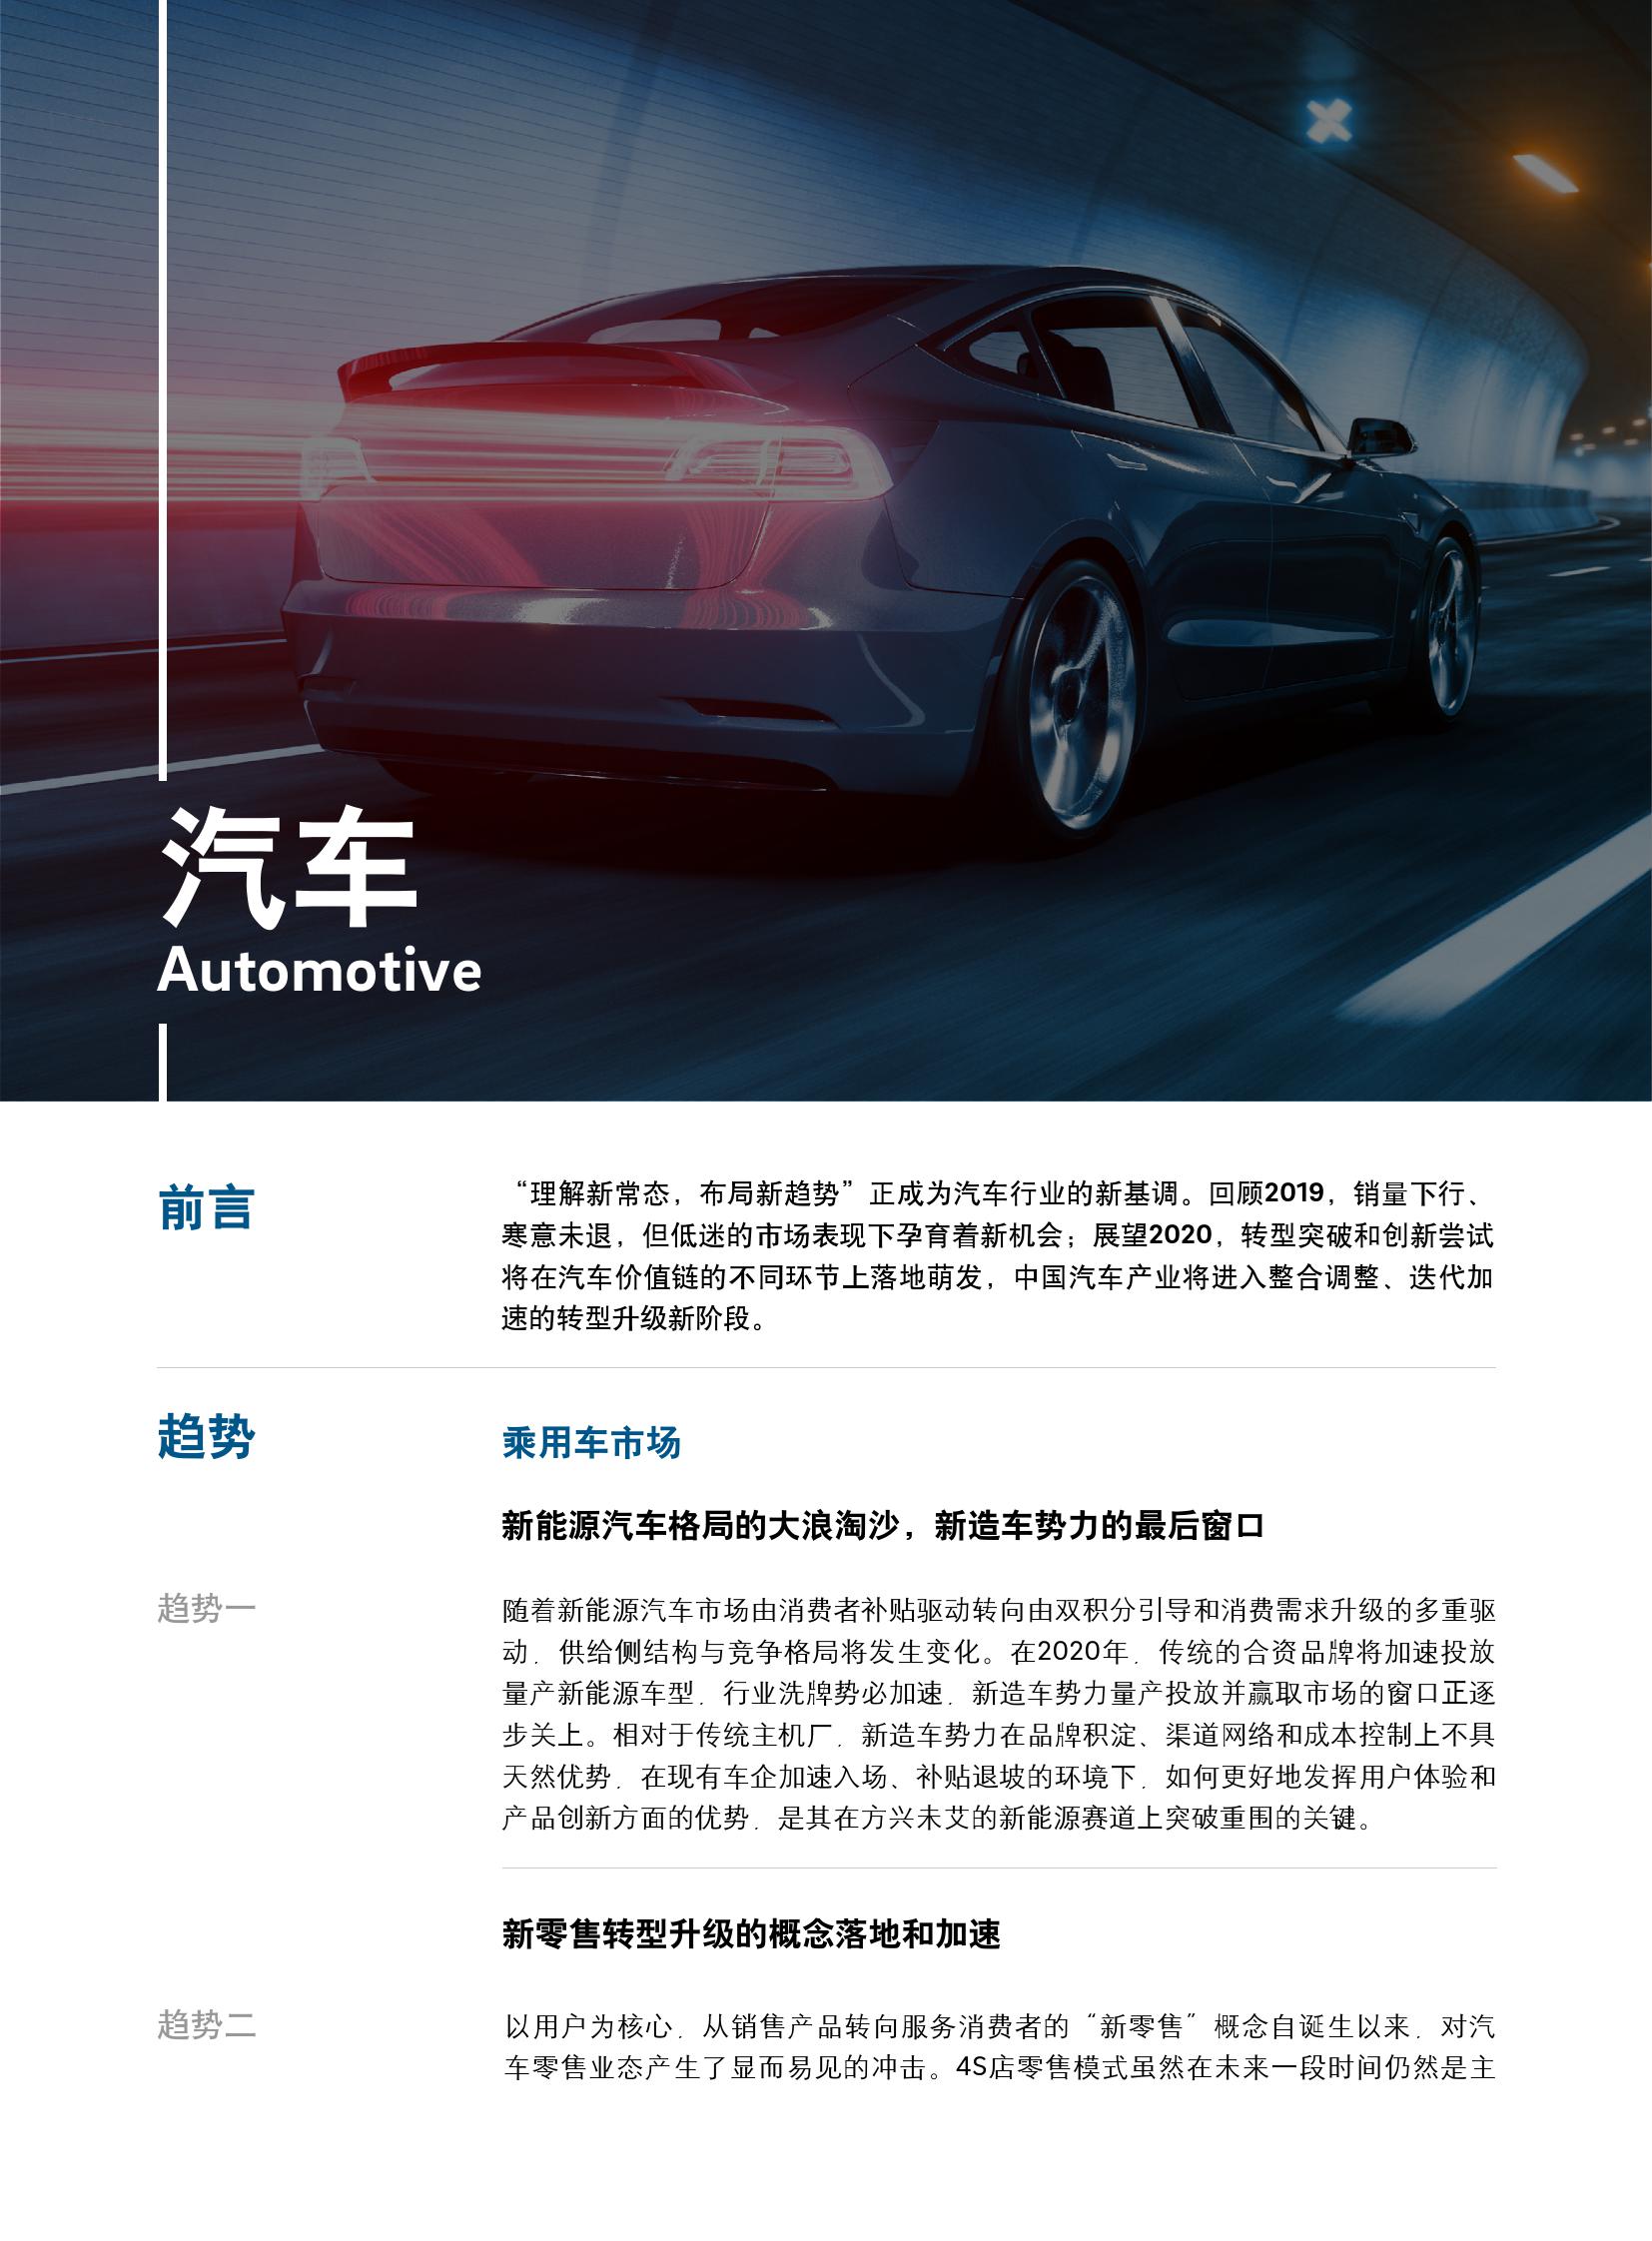 汽车
Automotive
前言
“理解新常态，布局新趋势”正成为汽车行业的新基调。回顾2019，销量下行、
寒意未退，但低迷的市场表现下孕育着新机会；展望2020，转型突破和创新尝试
将在汽车价值链的不同环节上落地萌发，中国汽车产业将进入整合调整、迭代加
速的转型升级新阶段。
趋势
乘用车市场
新能源汽车格局的大浪淘沙，新造车势力的最后窗口
趋势一
随着新能源汽车市场由消费者补贴驱动转向由双积分引导和消费需求升级的多重驱
动，供给侧结构与竞争格局将发生变化。在2020年，传统的合资品牌将加速投放
量产新能源车型，行业洗牌势必加速，新造车势力量产投放并赢取市场的窗口正逐
步关上。相对于传统主机厂，新造车势力在品牌积淀、渠道网络和成本控制上不具
天然优势，在现有车企加速入场、补贴退坡的环境下，如何更好地发挥用户体验和
产品创新方面的优势，是其在方兴未艾的新能源赛道上突破重围的关键。
新零售转型升级的概念落地和加速
趋势二
以用户为核心，从销售产品转向服务消费者的“新零售”概念自诞生以来，对汽
车零售业态产生了显而易见的冲击。4S店零售模式虽然在未来一段时间仍然是主